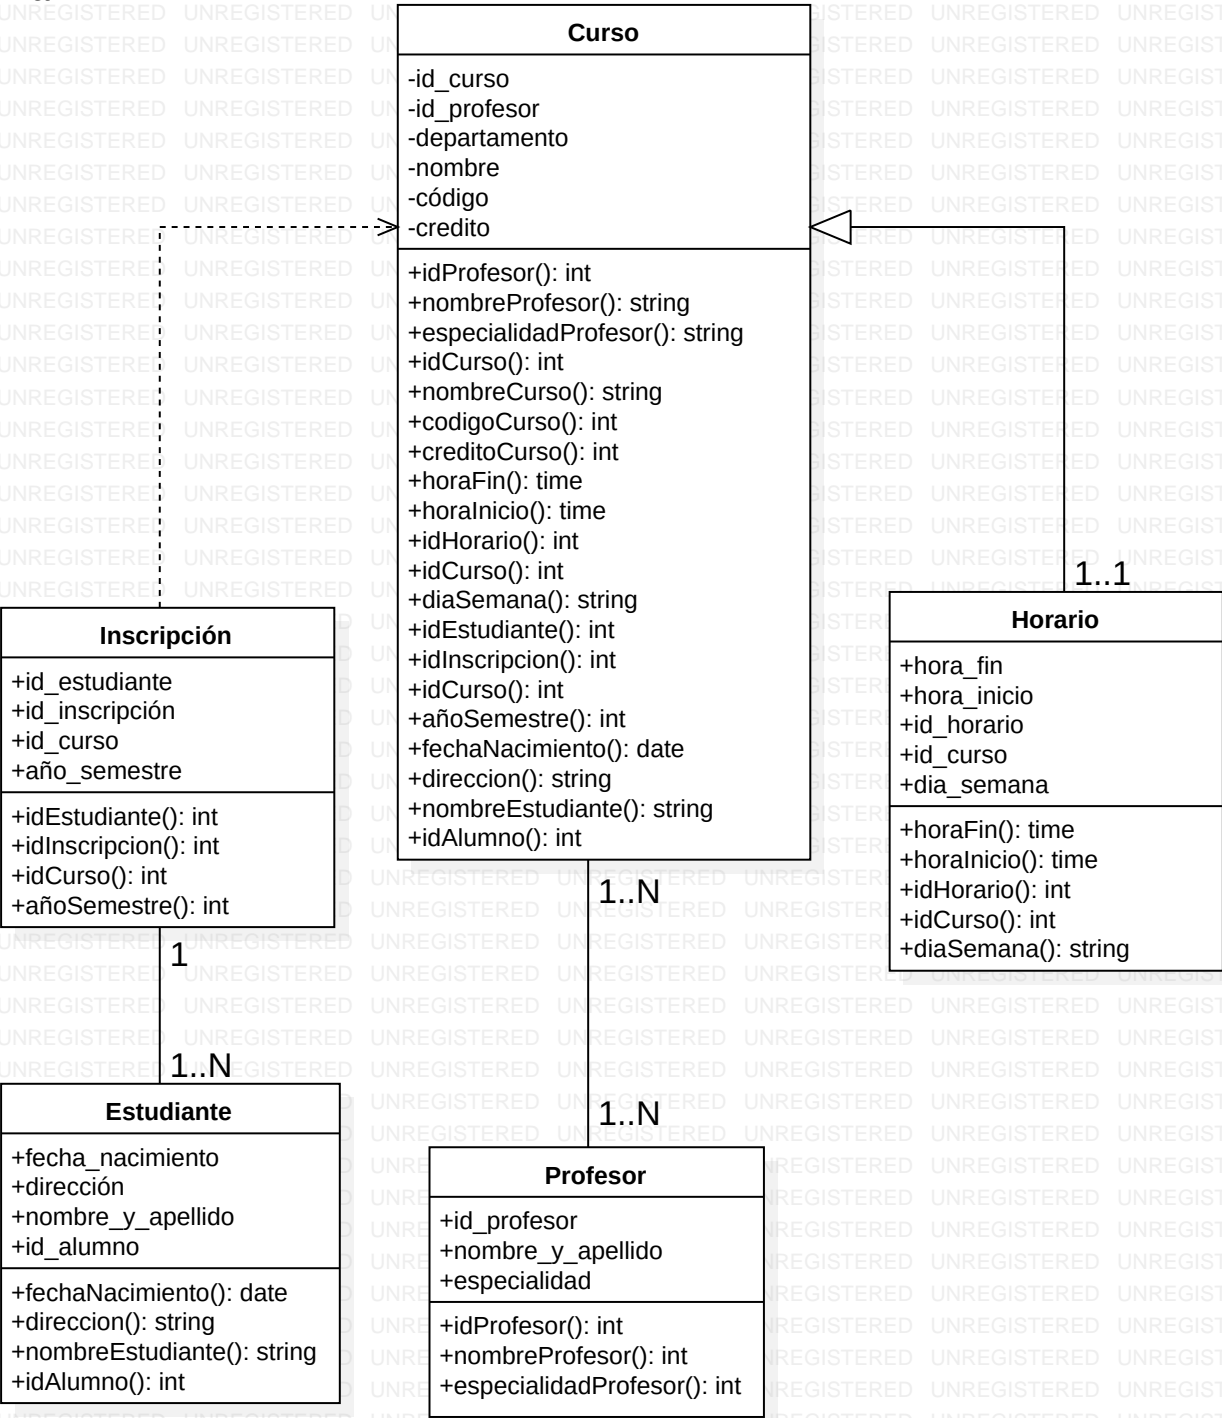 Curso
-id_curso
-id_profesor
-departamento
-nombre
-código
-credito
+idProfesor(): int
+nombreProfesor(): string
+especialidadProfesor(): string
+idCurso(): int
+nombreCurso(): string
+codigoCurso(): int
+creditoCurso(): int
+horaFin(): time
+horaInicio(): time
+idHorario(): int
+idCurso(): int
+diaSemana(): string
+idEstudiante(): int
+idInscripcion(): int
+idCurso(): int
+añoSemestre(): int
+fechaNacimiento(): date
+direccion(): string
+nombreEstudiante(): string
+idAlumno(): int
1..N
1..1
Horario
+hora_fin
+hora_inicio
+id_horario
+id_curso
+dia_semana
+horaFin(): time
+horaInicio(): time
+idHorario(): int
+idCurso(): int
+diaSemana(): string
Inscripción
+id_estudiante
+id_inscripción
+id_curso
+año_semestre
+idEstudiante(): int
+idInscripcion(): int
+idCurso(): int
+añoSemestre(): int
1
1..N
Estudiante
+fecha_nacimiento
+dirección
+nombre_y_apellido
+id_alumno
+fechaNacimiento(): date
+direccion(): string
+nombreEstudiante(): string
+idAlumno(): int
1..N
Profesor
+id_profesor
+nombre_y_apellido
+especialidad
+idProfesor(): int
+nombreProfesor(): int
+especialidadProfesor(): int
UNREGISTERED